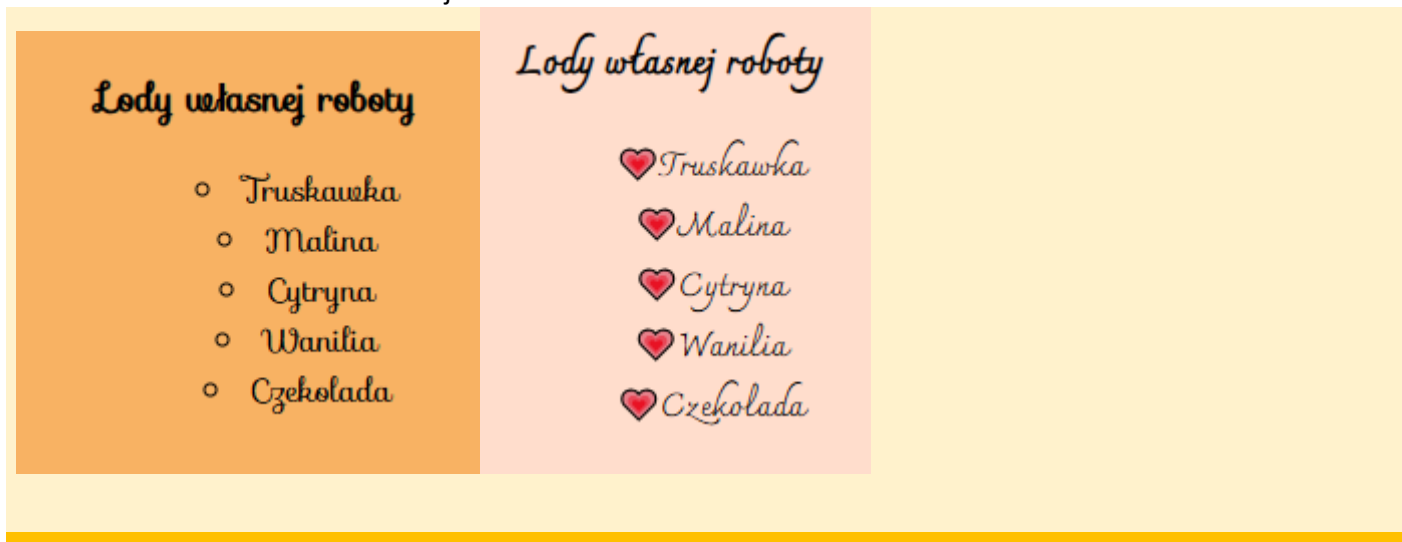 Lody własnej roboty
Truskawka
Malina
Cytryna
Wanilia
Czekolada
Lody własnej roboty
Truskawka
Malina
Cytryna
Wanilia
Czekolada